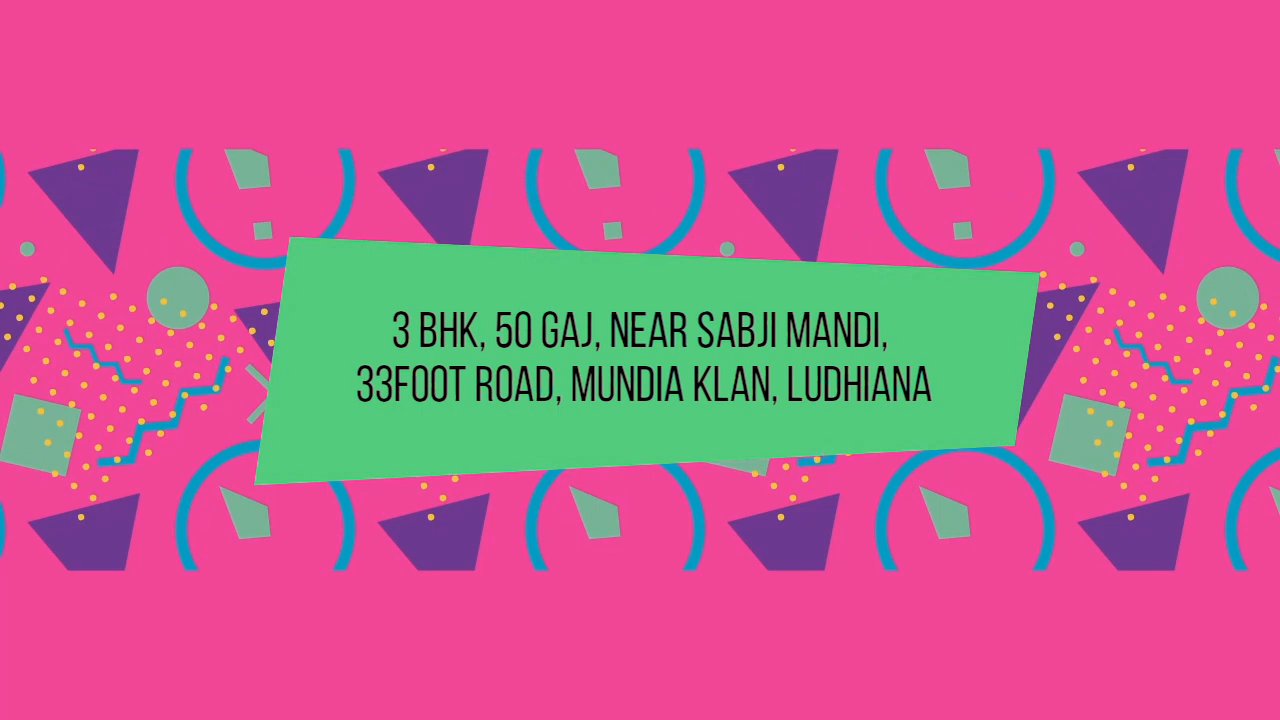 3 BHK, 50 GAJ, NEAR SABJI MANDI,
33FOOT ROAD, MUNDIA KLAN, LUDHIANA